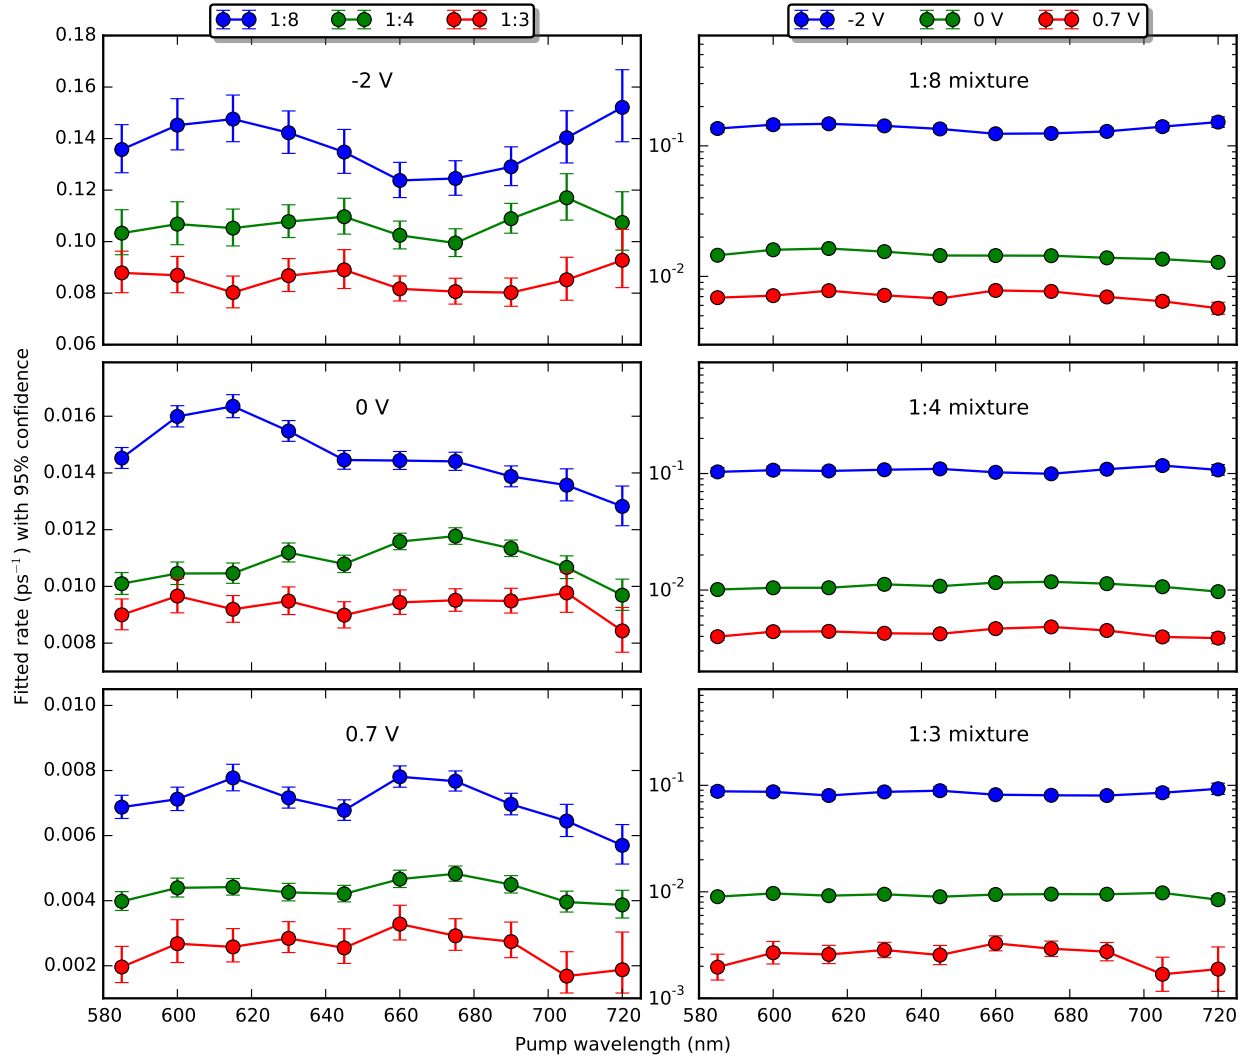 1:8 1:4 1:3
-2 V 0 V 0.7 V
0.18
0.16
0.14
0.12
0.10
0.08
0.06
-2 V
1:8 mixture
10⁻¹
10⁻²
Fitted rate (ps⁻¹) with 95% confidence
0.016
0.014
0.012
0.010
0.008
0 V
1:4 mixture
10⁻¹
10⁻²
0.010
0.008
0.006
0.004
0.002
0.7 V
1:3 mixture
10⁻¹
10⁻²
10⁻³
580 600 620 640 660 680 700 720
580 600 620 640 660 680 700 720
Pump wavelength (nm)